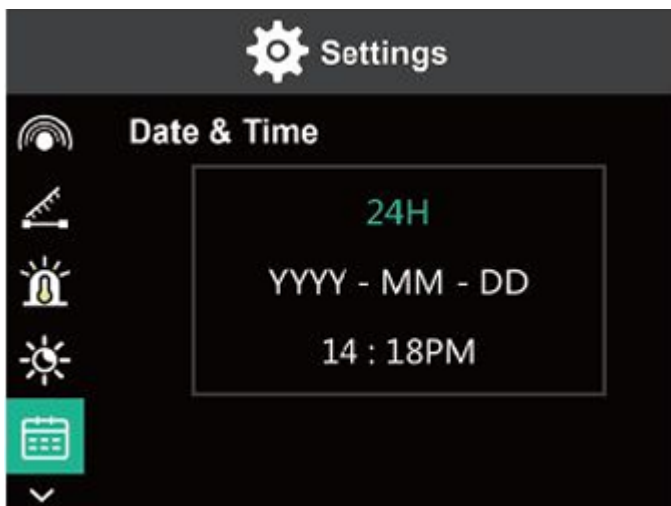 Settings
Date & Time
24H
YYYY - MM - DD
14 : 18PM